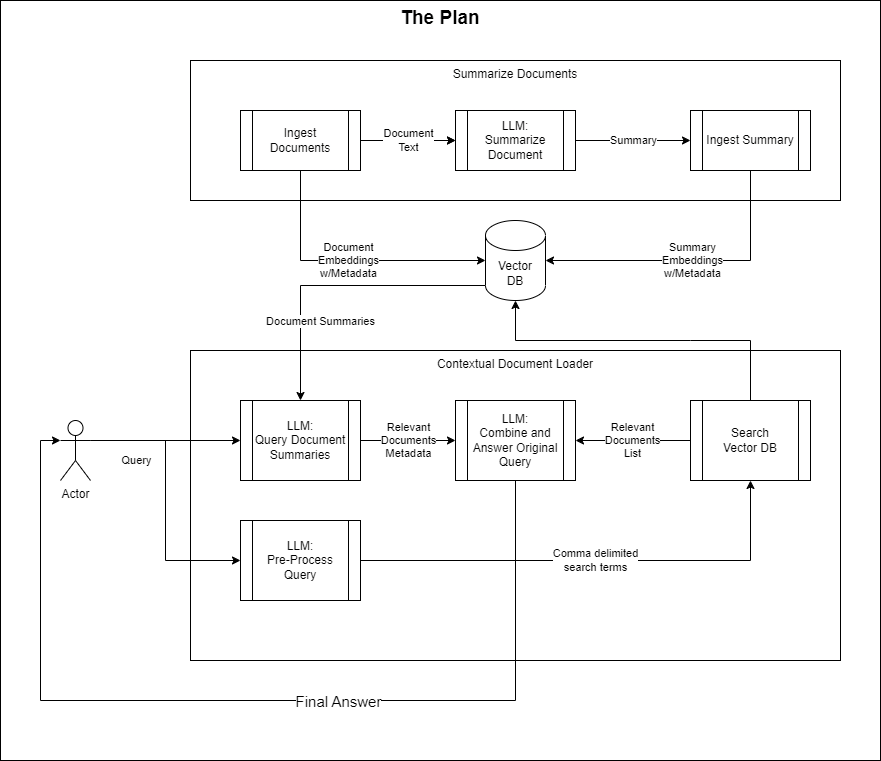 The Plan
Summarize Documents
Ingest
Documents
Document
Text
LLM:
Summarize
Document
Summary
Ingest Summary
Document
Embeddings
w/Metadata
Vector
DB
Summary
Embeddings
w/Metadata
Document Summaries
Contextual Document Loader
Actor
Query
LLM:
Query Document
Summaries
Relevant
Documents
Metadata
LLM:
Combine and
Answer Original
Query
Relevant
Documents
List
Search
Vector DB
LLM:
Pre-Process
Query
Comma delimited
search terms
Final Answer